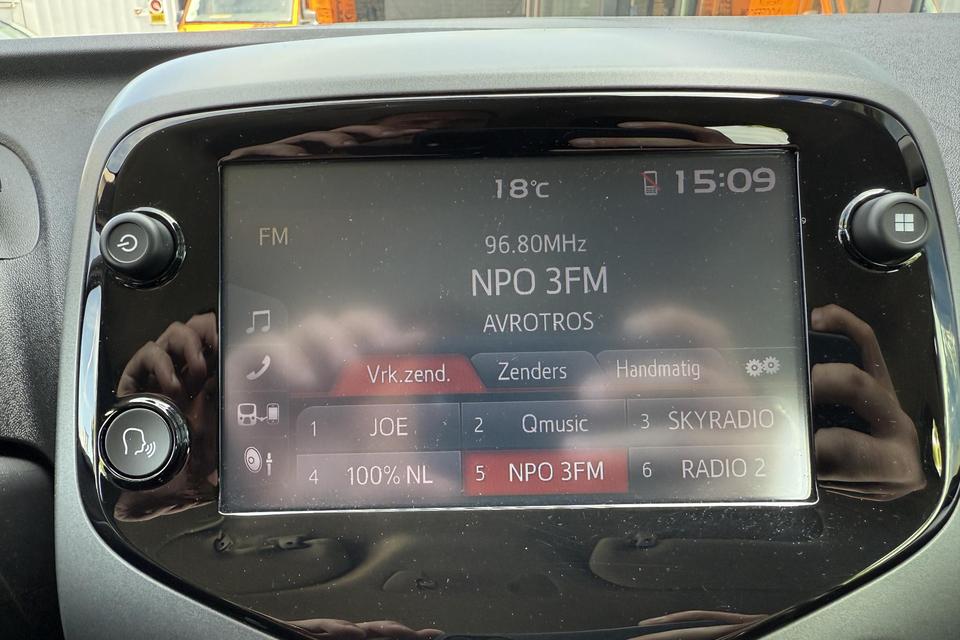 18°C
15:09
FM
96.80MHz
NPO 3FM
AVROTROS
Vrk.zend. Zenders Handmatig
1 JOE 2 Qmusic 3 SKYRADIO
4 100% NL 5 NPO 3FM 6 RADIO 2